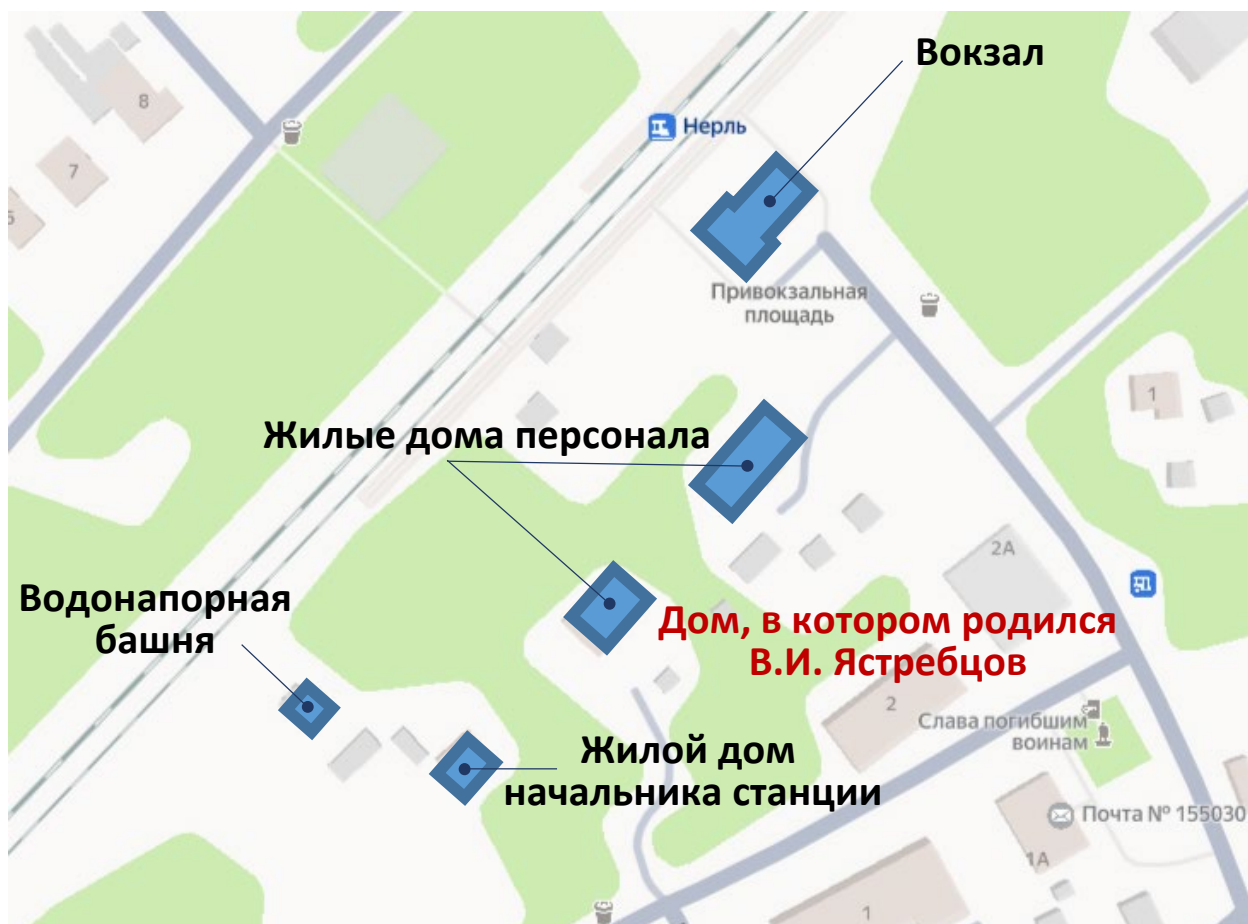 Вокзал
8
Нерль
7
Привокзальная
площадь
1
Жилые дома персонала
2А
Водонапорная
башня
Дом, в котором родился
В.И. Ястребцов
2
Слава погибшим
воинам
Жилой дом
начальника станции
Почта № 155030
1А
1